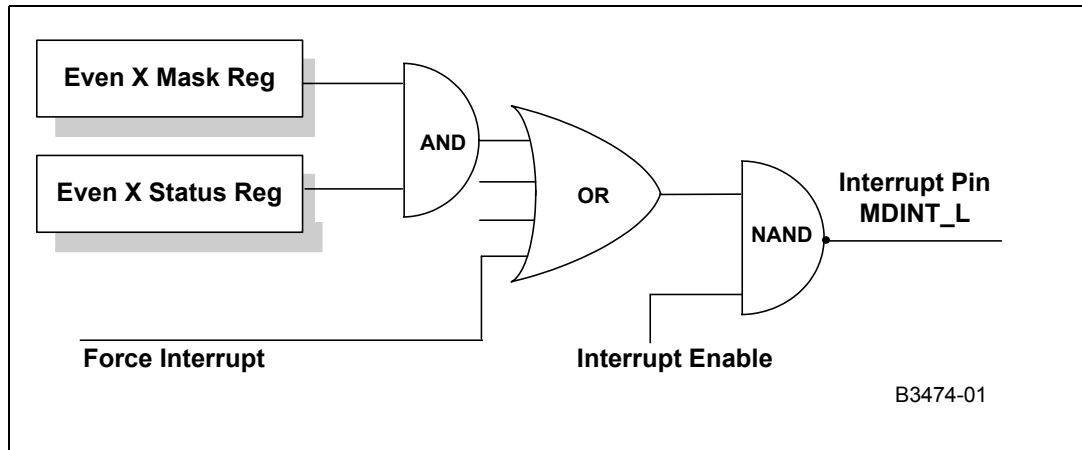 Even X Mask Reg
AND
Even X Status Reg
OR
Interrupt Pin
MDINT_L
NAND
Force Interrupt
Interrupt Enable
B3474-01